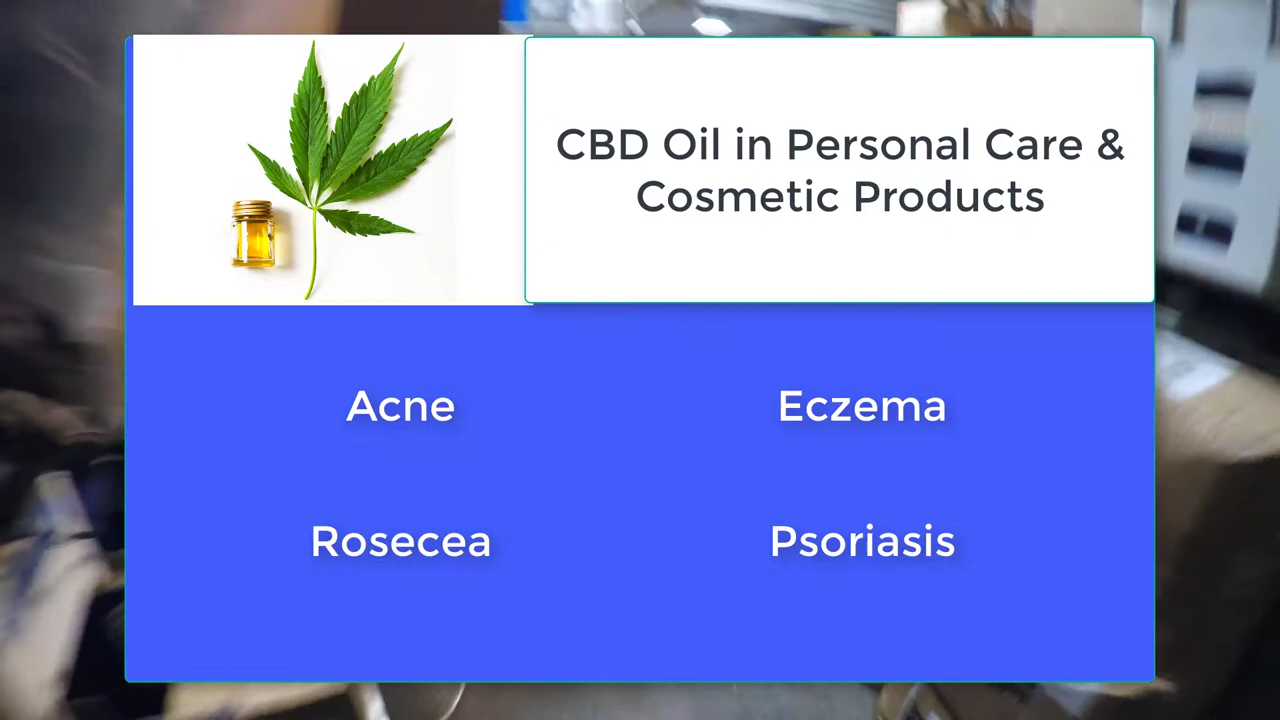 CBD Oil in Personal Care &
Cosmetic Products
Acne
Eczema
Rosecea
Psoriasis